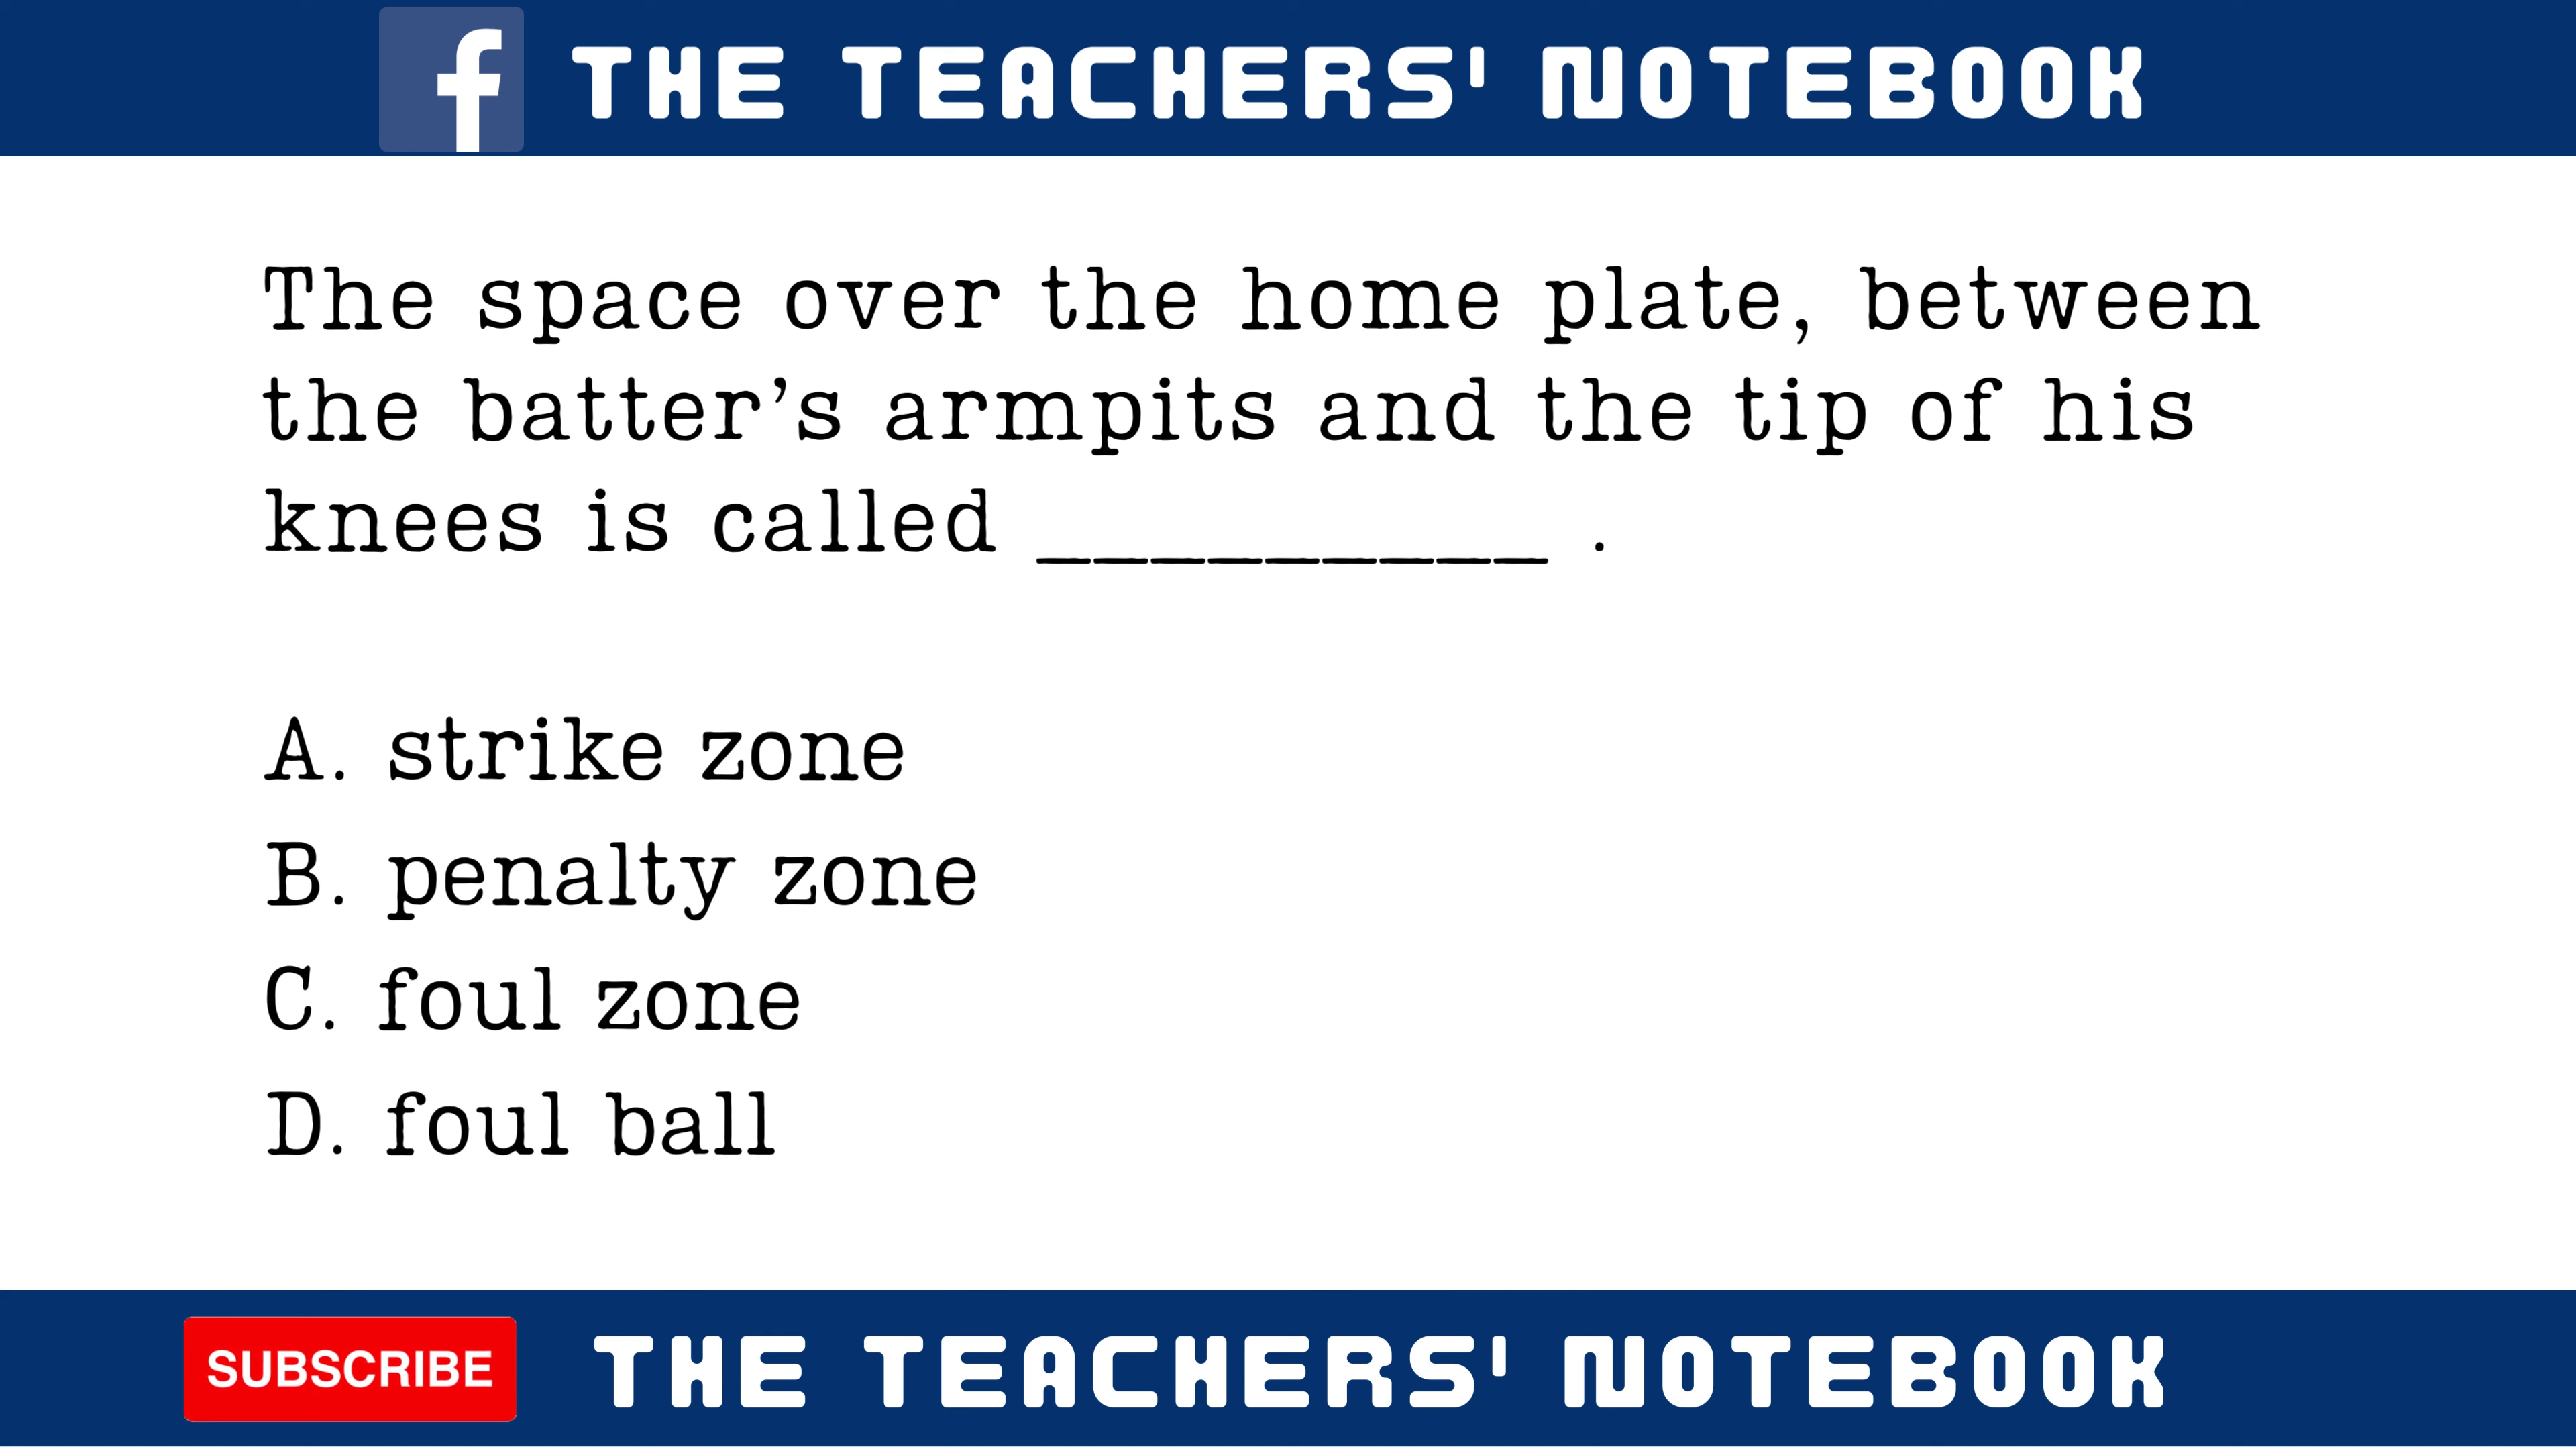 THE TEACHERS' NOTEBOOK
The space over the home plate, between
the batter’s armpits and the tip of his
knees is called _________ .
A. strike zone
B. penalty zone
C. foul zone
D. foul ball
SUBSCRIBE THE TEACHERS' NOTEBOOK